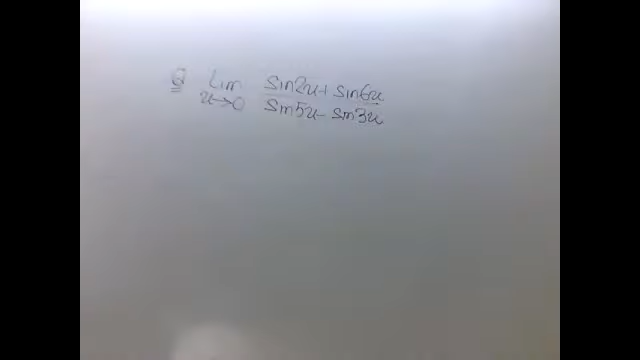 Q Lim sin2x + sin6x
x→0 sin5x - sin3x